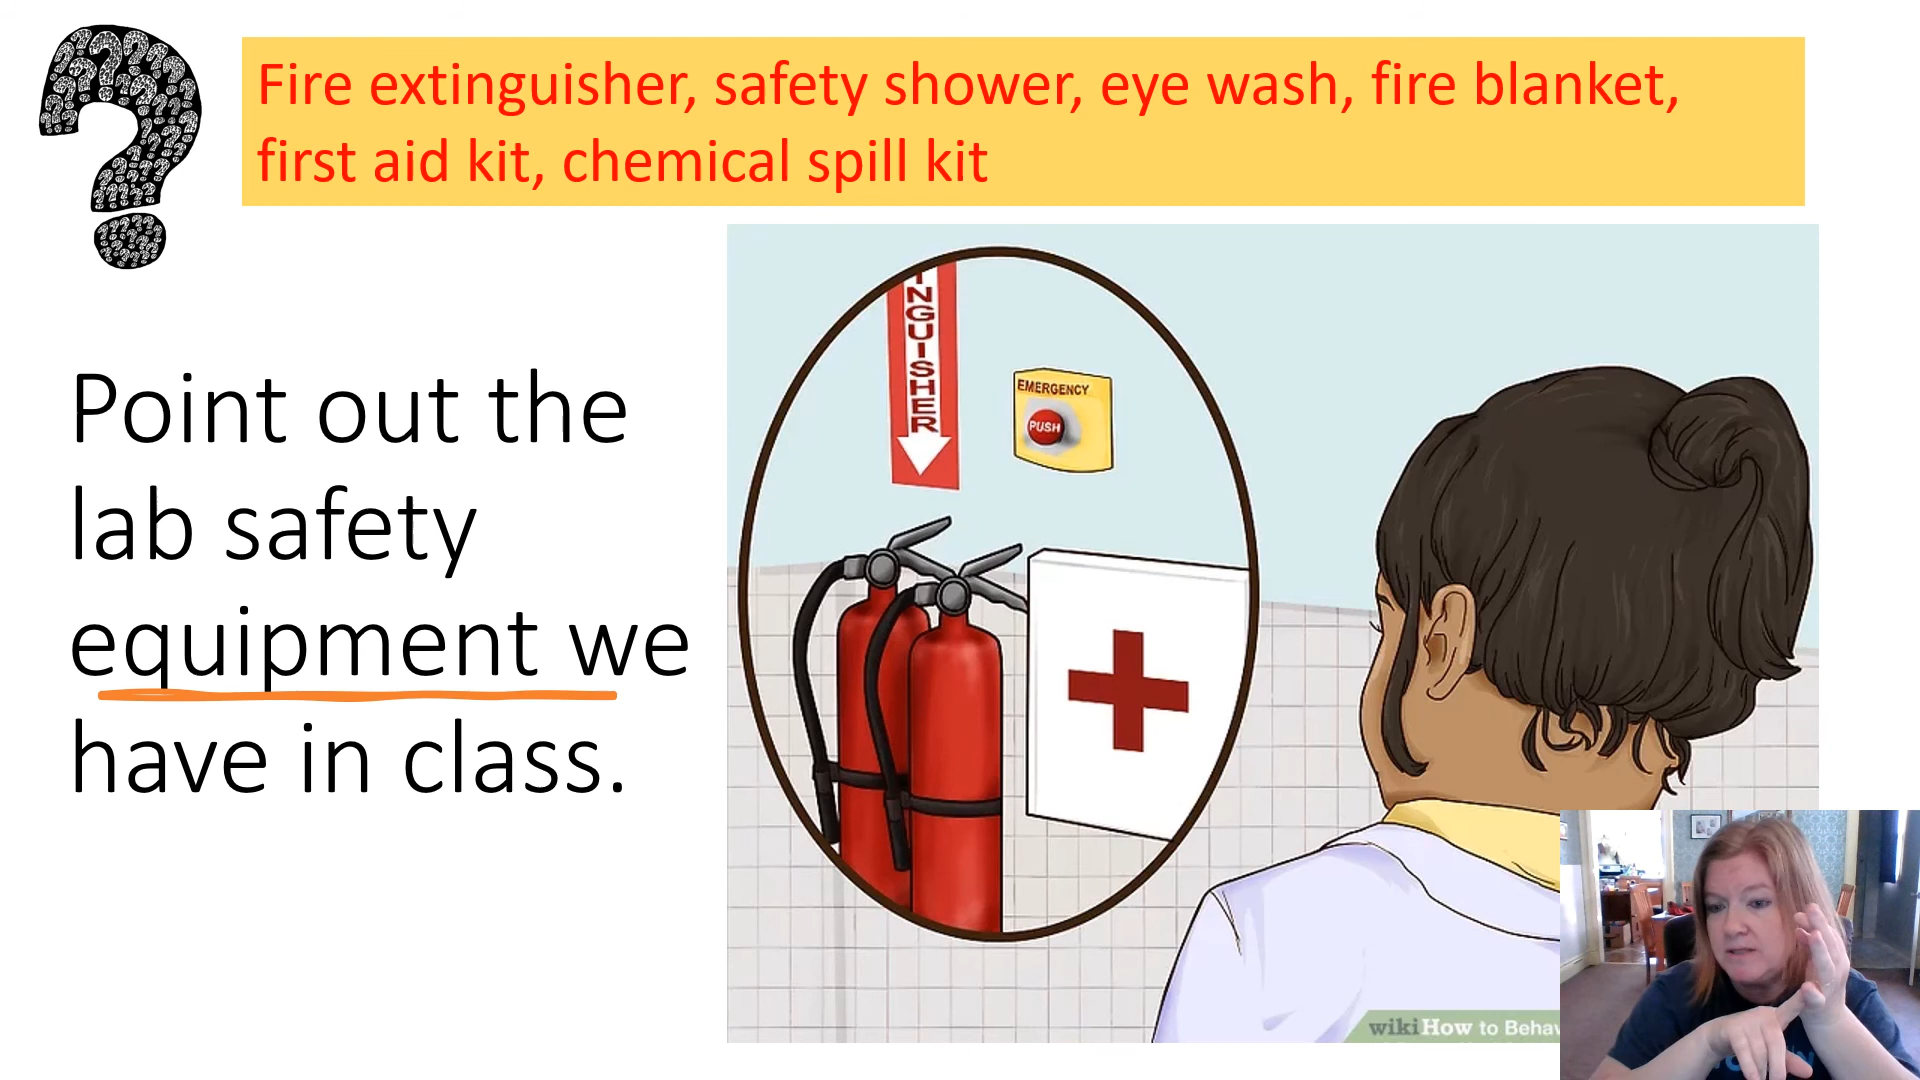 Fire extinguisher, safety shower, eye wash, fire blanket,
first aid kit, chemical spill kit
Point out the
lab safety
equipment we
have in class.
INGUISHER
EMERGENCY
PUSH
wikiHow to Behav